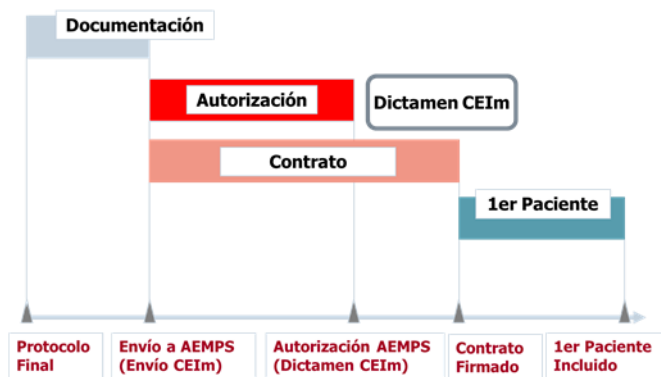 Documentación
Autorización
Dictamen CEIm
Contrato
1er Paciente
Protocolo
Final
Envío a AEMPS
(Envío CEIm)
Autorización AEMPS
(Dictamen CEIm)
Contrato
Firmado
1er Paciente
Incluido